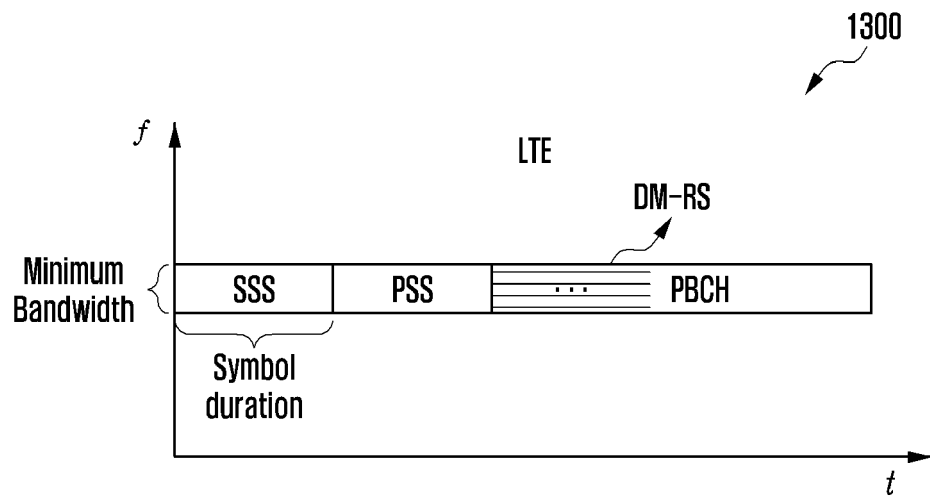 1300
f
LTE
DM-RS
Minimum
Bandwidth
SSS
PSS
...
PBCH
Symbol
duration
t